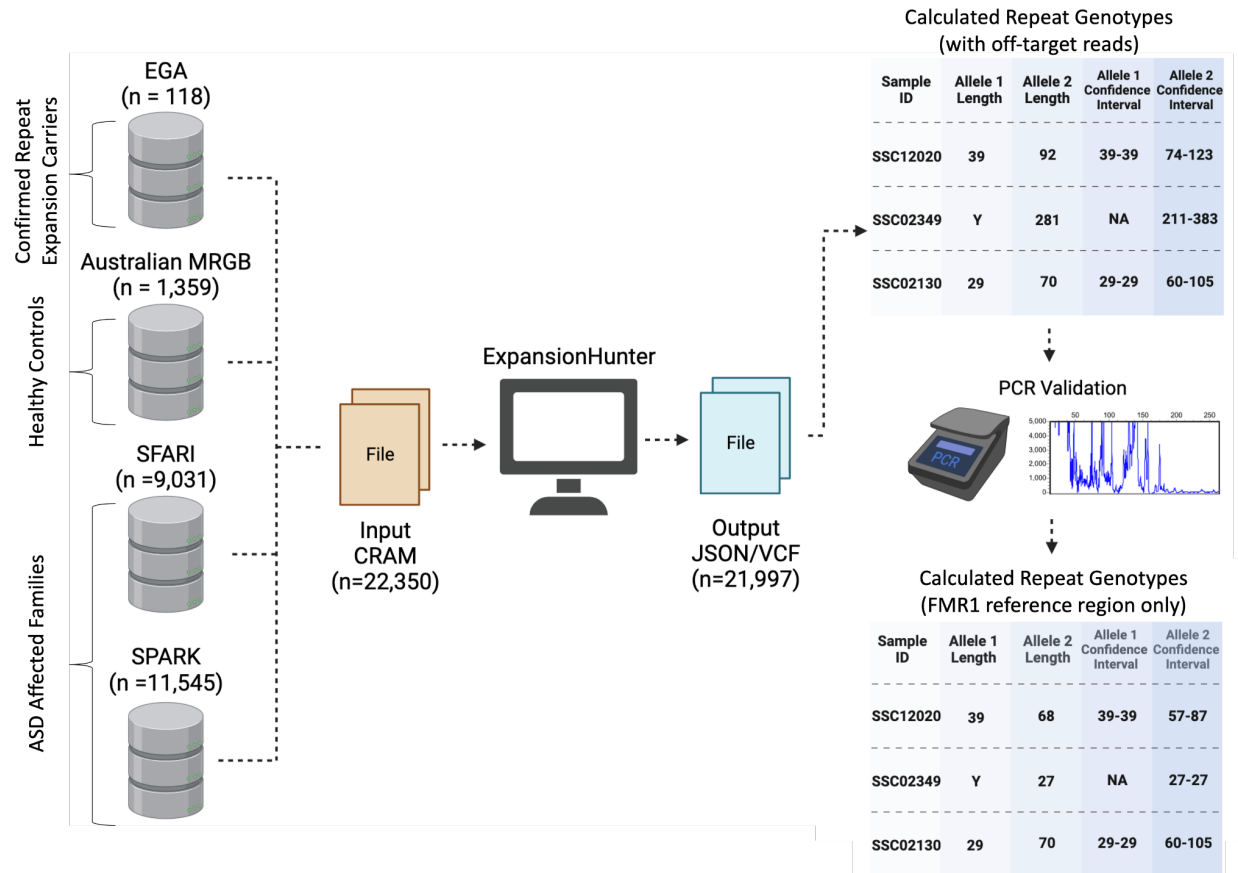 Confirmed Repeat
Expansion Carriers
EGA
(n = 118)
Healthy Controls
Australian MRGB
(n = 1,359)
ASD Affected Families
SFARI
(n =9,031)
SPARK
(n =11,545)
File
Input
CRAM
(n=22,350)
ExpansionHunter
File
Output
JSON/VCF
(n=21,997)
Calculated Repeat Genotypes
(with off-target reads)
Sample ID Allele 1 Length Allele 2 Length Allele 1 Confidence Interval Allele 2 Confidence Interval
SSC12020 39 92 39-39 74-123
SSC02349 Y 281 NA 211-383
SSC02130 29 70 29-29 60-105
PCR Validation
PCR
50 100 150 200 250
5,000
4,000
3,000
2,000
1,000
0
Calculated Repeat Genotypes
(FMR1 reference region only)
Sample ID Allele 1 Length Allele 2 Length Allele 1 Confidence Interval Allele 2 Confidence Interval
SSC12020 39 68 39-39 57-87
SSC02349 Y 27 NA 27-27
SSC02130 29 70 29-29 60-105